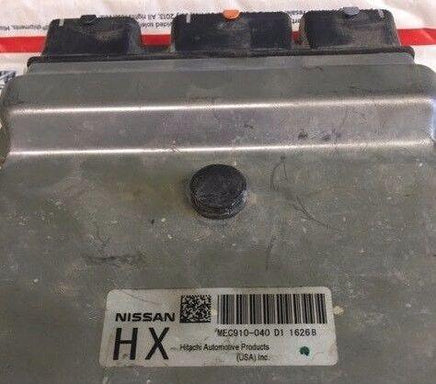 NISSAN
HX
MEC910-040 D1 1626B
Hitachi Automotive Products
(USA) Inc.